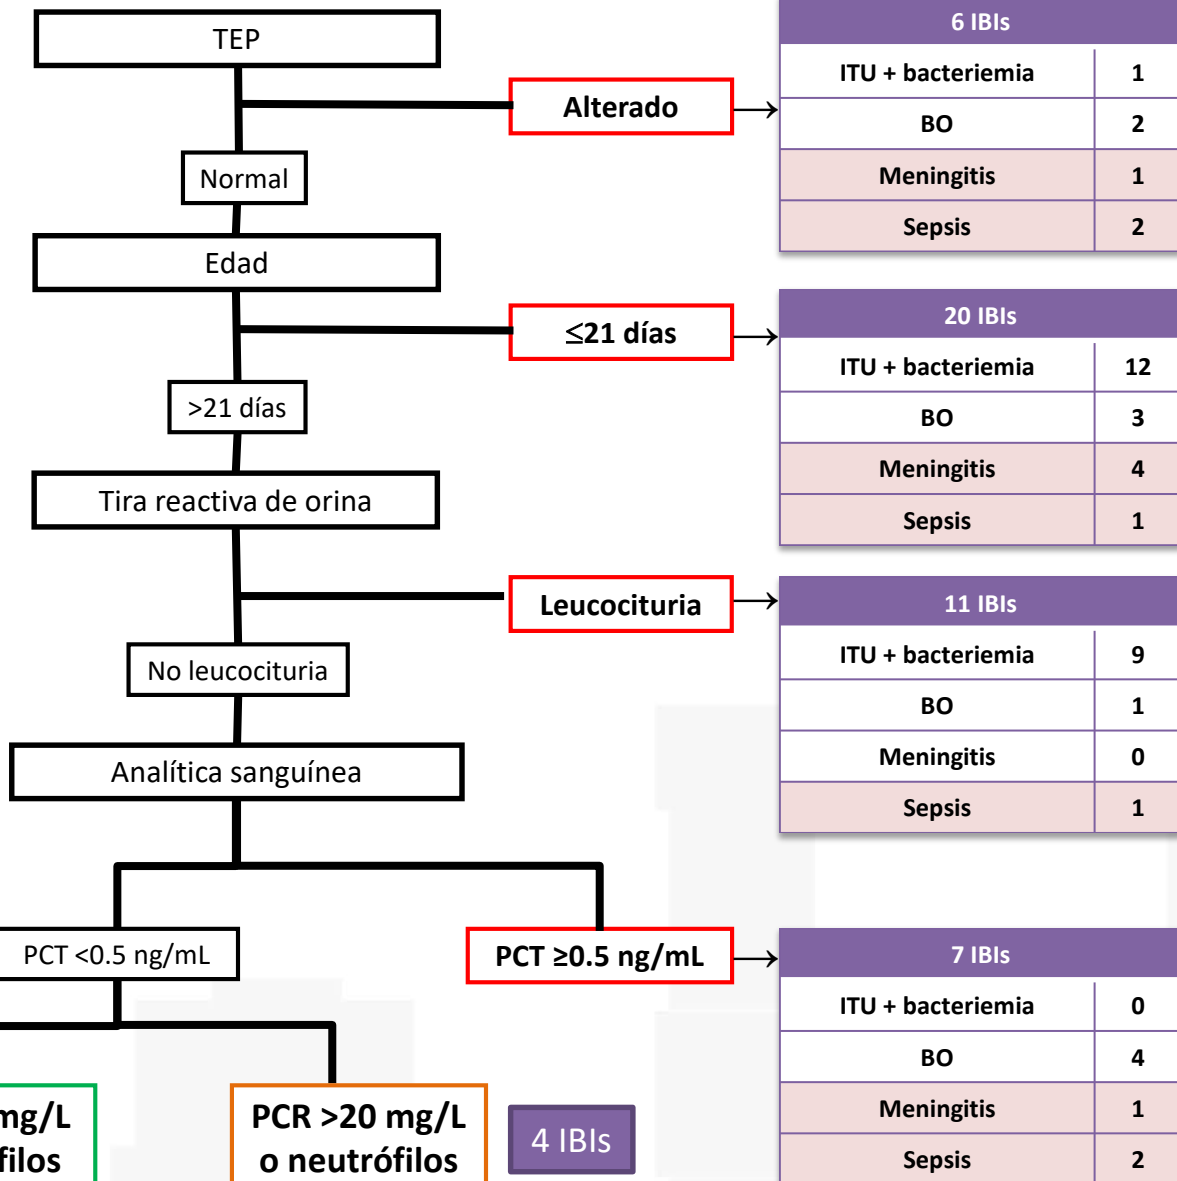 TEP
Alterado
Normal
Edad
≤21 días
>21 días
Tira reactiva de orina
Leucocituria
No leucocituria
Analítica sanguínea
PCT <0.5 ng/mL
PCT ≥0.5 ng/mL
mg/L
filos
PCR >20 mg/L
o neutrófilos
4 IBIs
6 IBIs
ITU + bacteriemia 1
BO 2
Meningitis 1
Sepsis 2
20 IBIs
ITU + bacteriemia 12
BO 3
Meningitis 4
Sepsis 1
11 IBIs
ITU + bacteriemia 9
BO 1
Meningitis 0
Sepsis 1
7 IBIs
ITU + bacteriemia 0
BO 4
Meningitis 1
Sepsis 2